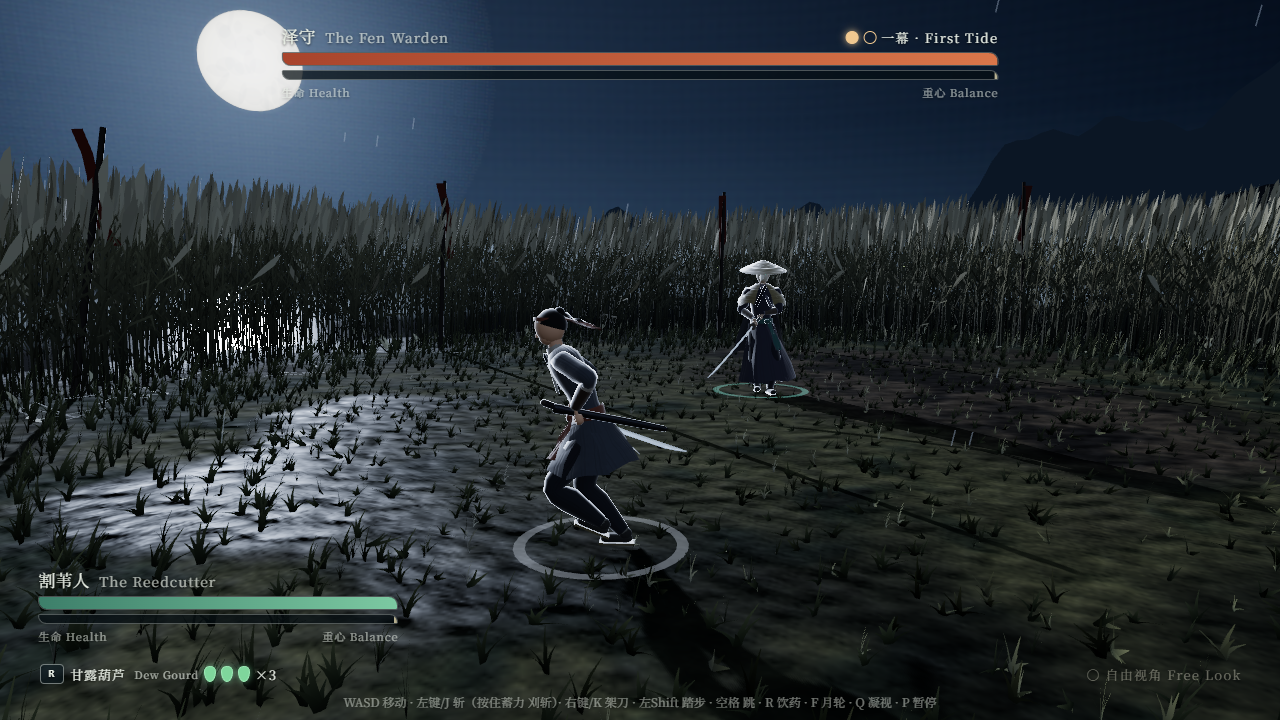 泽守 The Fen Warden
一幕 · First Tide
生命 Health
重心 Balance
割苇人 The Reedcutter
生命 Health
重心 Balance
R 甘露葫芦 Dew Gourd ×3
自由视角 Free Look
WASD 移动 · 左键/J 斩（按住蓄力 刈斩）· 右键/K 架刀 · 左Shift 踏步 · 空格 跳 · R 饮药 · F 月轮 · Q 凝视 · P 暂停